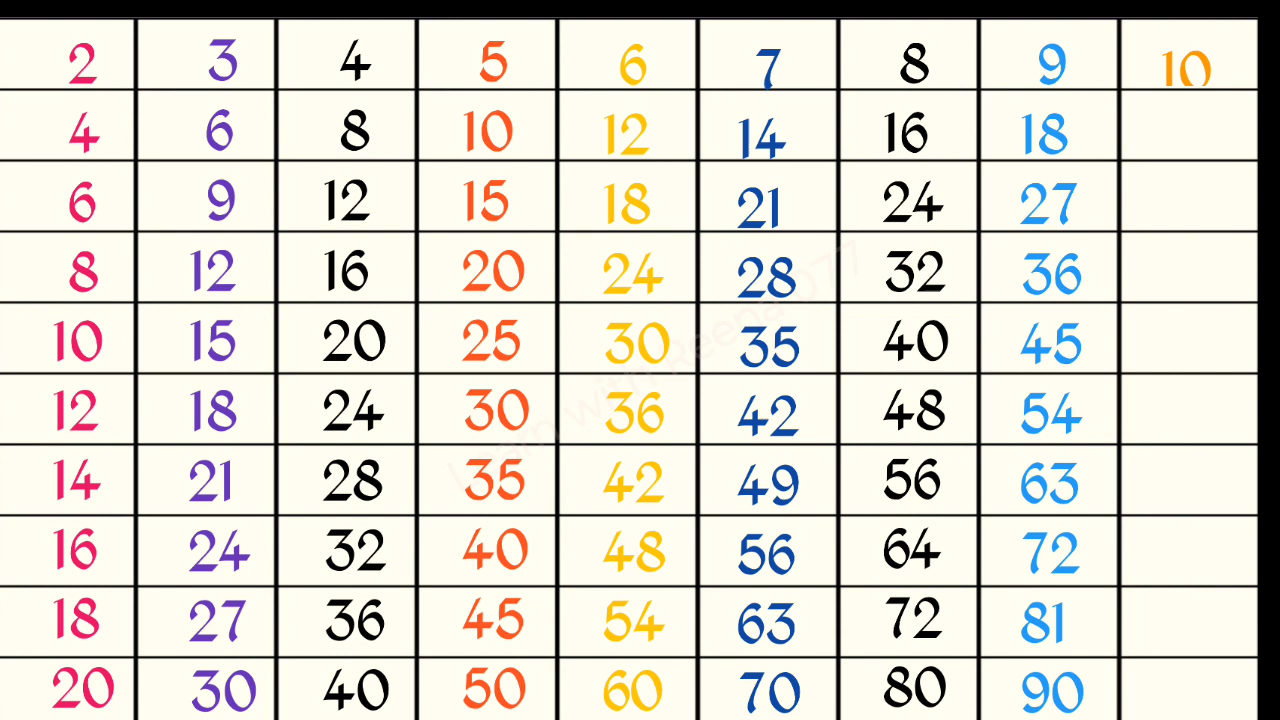 2 3 4 5 6 7 8 9 10
4 6 8 10 12 14 16 18
6 9 12 15 18 21 24 27
8 12 16 20 24 28 32 36
10 15 20 25 30 35 40 45
12 18 24 30 36 42 48 54
14 21 28 35 42 49 56 63
16 24 32 40 48 56 64 72
18 27 36 45 54 63 72 81
20 30 40 50 60 70 80 90
Learn with Reena 077